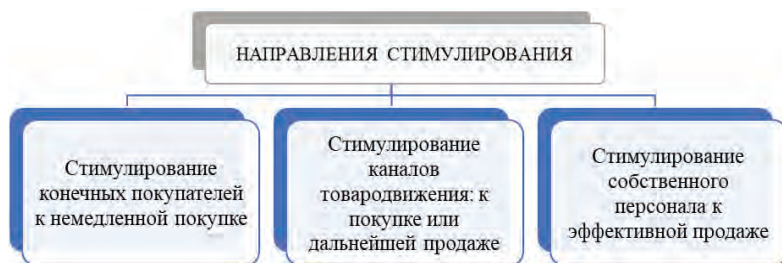 НАПРАВЛЕНИЯ СТИМУЛИРОВАНИЯ
Стимулирование
конечных покупателей
к немедленной покупке
Стимулирование
каналов
товародвижения: к
покупке или
дальнейшей продаже
Стимулирование
собственного
персонала к
эффективной продаже